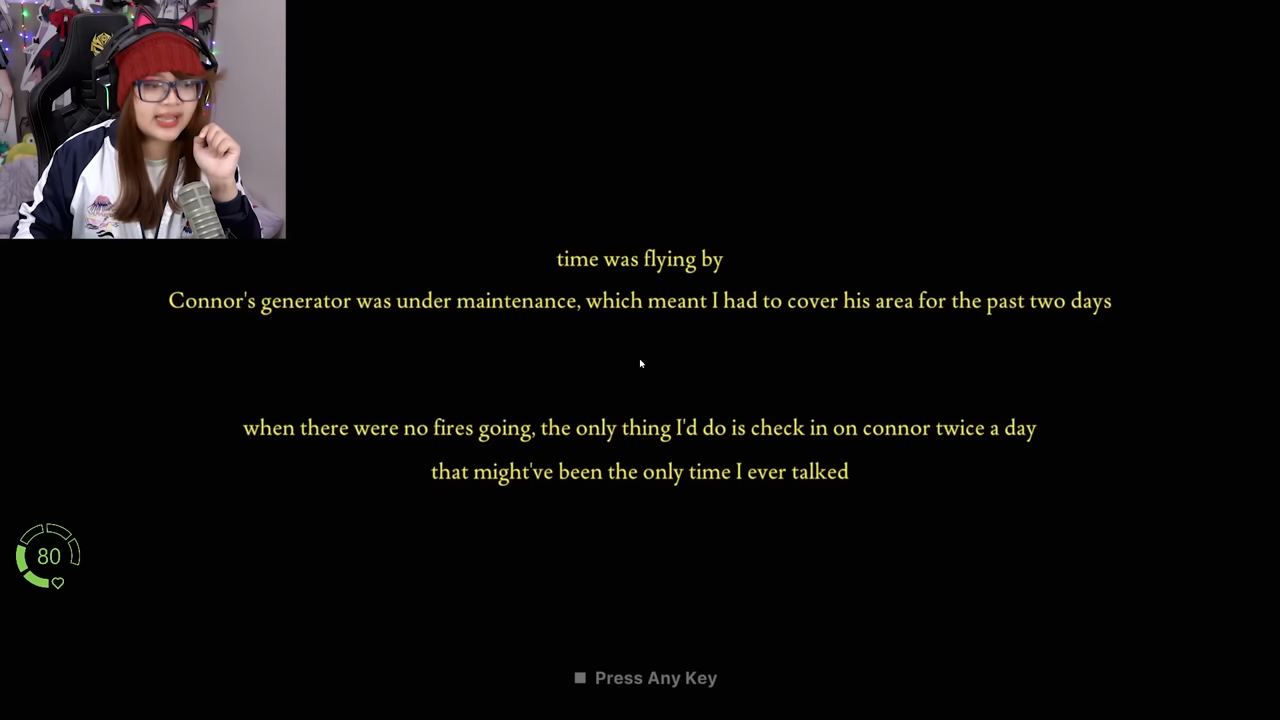 time was flying by
Connor's generator was under maintenance, which meant I had to cover his area for the past two days
when there were no fires going, the only thing I'd do is check in on connor twice a day
that might've been the only time I ever talked
80
Press Any Key